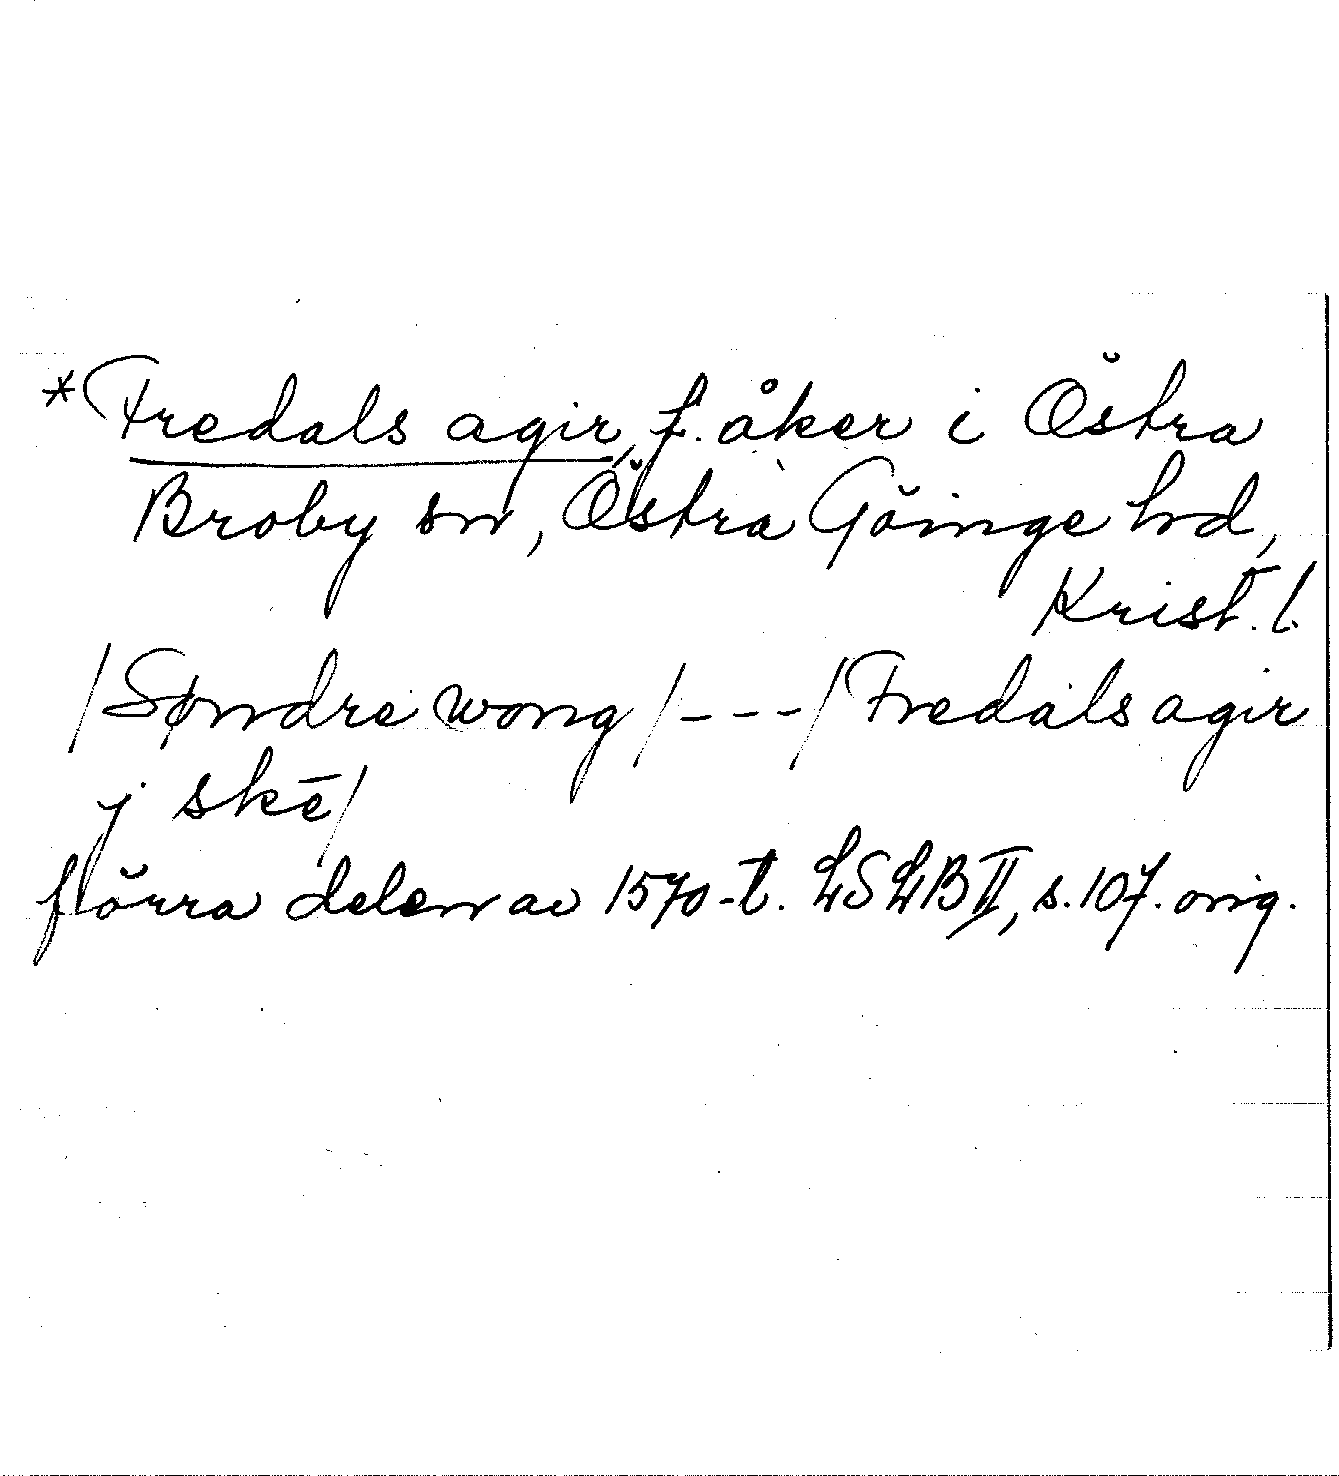 *Fredals agir, f. åker i Östra
Broby sn, Östra Göinge hd,
Krist. l.
/Søndre wong/---/Fredals agir
j skē/
förra delen av 1570-t. LSLB II, s. 107. orig.